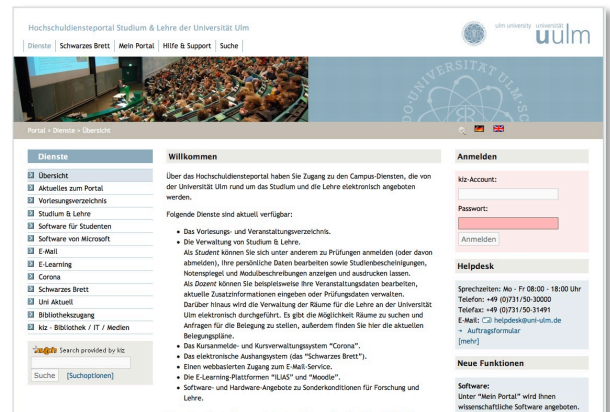 Hochschuldiensteportal Studium & Lehre der Universität Ulm
ulm university universität
uulm
Dienste | Schwarzes Brett | Mein Portal | Hilfe & Support | Suche
Portal > Dienste > Übersicht
Dienste
Übersicht
Aktuelles zum Portal
Vorlesungsverzeichnis
Studium & Lehre
Software für Studenten
Software von Microsoft
E-Mail
E-Learning
Corona
Schwarzes Brett
Uni Aktuell
Bibliothekszugang
kiz - Bibliothek / IT / Medien
Search provided by kiz
Suche [Suchoptionen]
Willkommen
Über das Hochschuldiensteportal haben Sie Zugang zu den Campus-Diensten, die von
der Universität Ulm rund um das Studium und die Lehre elektronisch angeboten
werden.
Folgende Dienste sind aktuell verfügbar:
• Das Vorlesungs- und Veranstaltungsverzeichnis.
• Die Verwaltung von Studium & Lehre.
Als Student können Sie sich unter anderem zu Prüfungen anmelden (oder davon
abmelden), Ihre persönliche Daten bearbeiten sowie Studienbescheinigungen,
Notenspiegel und Modulbeschreibungen anzeigen und ausdrucken lassen.
Als Dozent können Sie beispielsweise Ihre Veranstaltungsdaten bearbeiten,
aktuelle Zusatzinformationen eingeben oder Prüfungsdaten verwalten.
Darüber hinaus wird die Verwaltung der Räume für die Lehre an der Universität
Ulm elektronisch durchgeführt. Es gibt die Möglichkeit Räume zu suchen und
Anfragen für die Belegung zu stellen, außerdem finden Sie hier die aktuellen
Belegungspläne.
• Das Kursanmelde- und Kursverwaltungssystem "Corona".
• Das elektronische Aushangsystem (das "Schwarzes Brett").
• Einen webbasierten Zugang zum E-Mail-Service.
• Die E-Learning-Plattformen "ILIAS" und "Moodle".
• Software- und Hardware-Angebote zu Sonderkonditionen für Forschung und
Lehre.
Anmelden
kiz-Account:
Passwort:
Anmelden
Helpdesk
Sprechzeiten: Mo - Fr 08:00 - 18:00 Uhr
Telefon: +49 (0)731/50-30000
Telefax: +49 (0)731/50-31491
E-Mail: helpdesk@uni-ulm.de
→ Auftragsformular
[mehr]
Neue Funktionen
Software:
Unter "Mein Portal" wird Ihnen
wissenschaftliche Software angeboten.